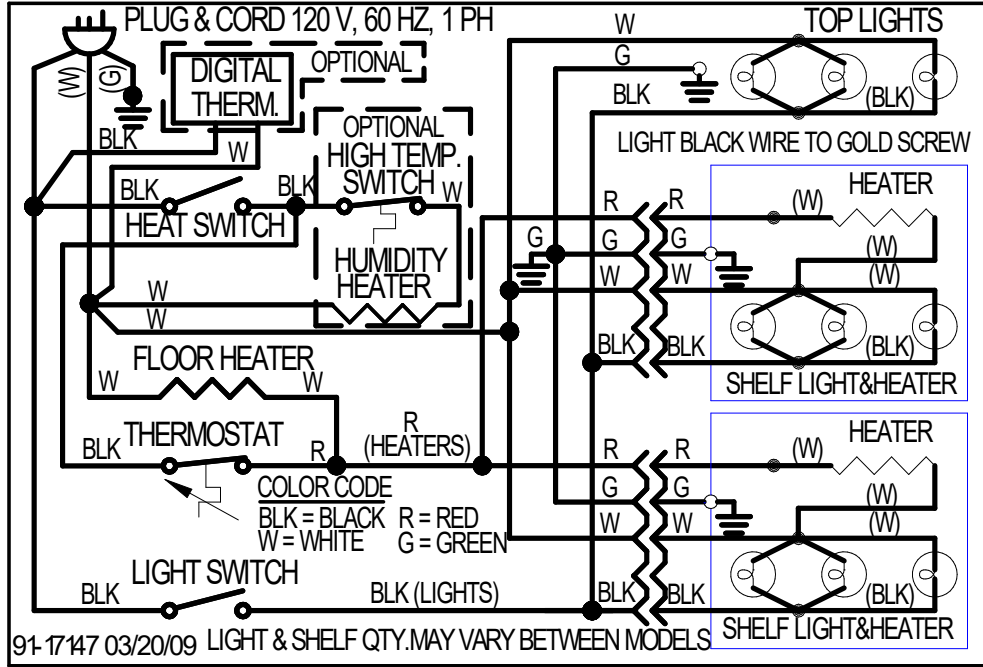 PLUG & CORD 120 V, 60 HZ, 1 PH
TOP LIGHTS
W
(W)
(G)
DIGITAL
THERM.
OPTIONAL
G
BLK
(BLK)
BLK
W
OPTIONAL
HIGH TEMP.
SWITCH
LIGHT BLACK WIRE TO GOLD SCREW
BLK
BLK
W
HEAT SWITCH
R
R
(W)
HEATER
G
G
G
(W)
HUMIDITY
HEATER
W
W
(W)
W
W
BLK
BLK
(BLK)
FLOOR HEATER
W
W
SHELF LIGHT&HEATER
THERMOSTAT
BLK
R
R
(HEATERS)
R
R
(W)
HEATER
COLOR CODE
BLK = BLACK R = RED
W = WHITE G = GREEN
G
G
(W)
W
W
(W)
LIGHT SWITCH
BLK
BLK (LIGHTS)
BLK
BLK
(BLK)
SHELF LIGHT&HEATER
91-17147 03/20/09 LIGHT & SHELF QTY.MAY VARY BETWEEN MODELS